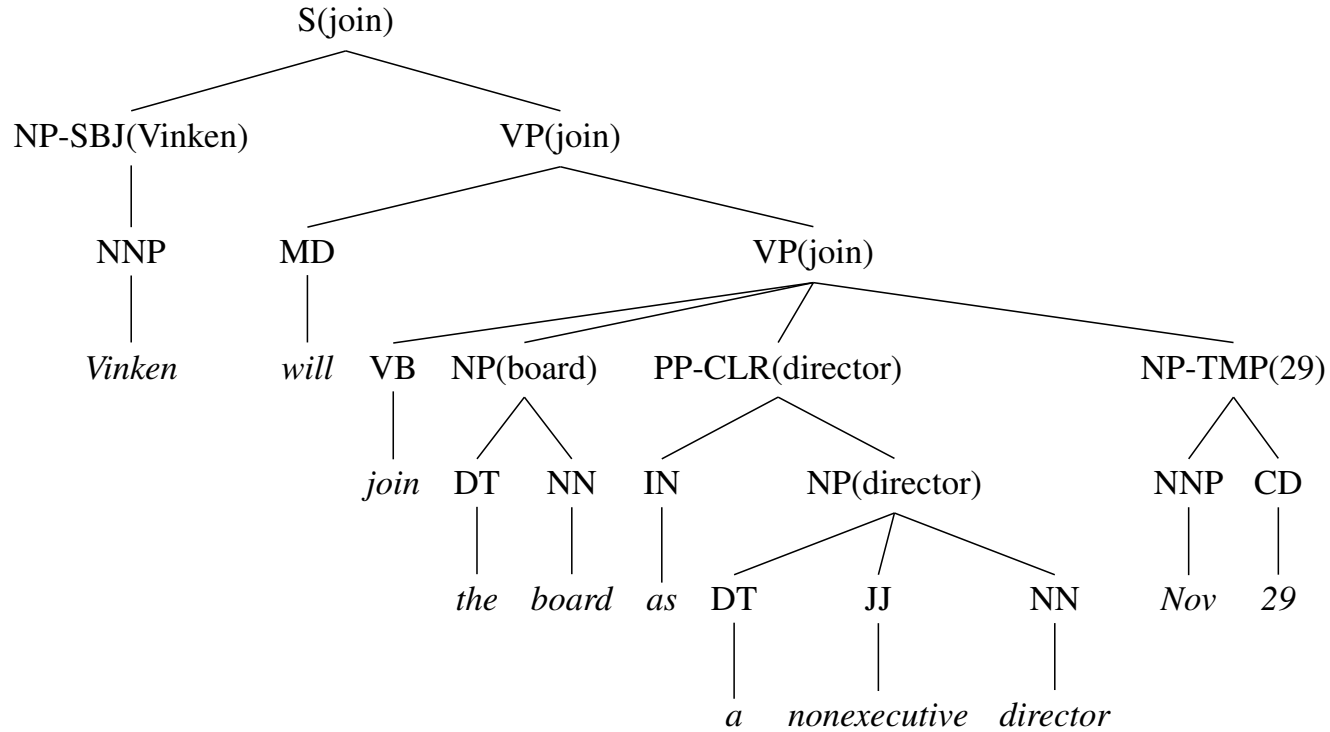 S(join)
NP-SBJ(Vinken) VP(join)
NNP MD VP(join)
Vinken will VB NP(board) PP-CLR(director) NP-TMP(29)
join DT NN IN NP(director) NNP CD
the board as DT JJ NN Nov 29
a nonexecutive director